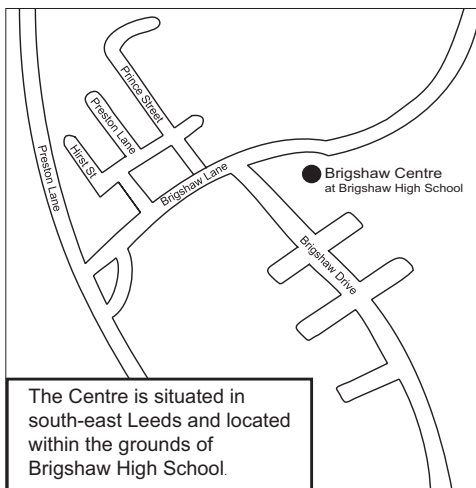 Prince Street
Preston Lane
Hirst St
Preston Lane
Brigshaw Lane
Brigshaw Centre
at Brigshaw High School
Brigshaw Drive
The Centre is situated in
south-east Leeds and located
within the grounds of
Brigshaw High School.